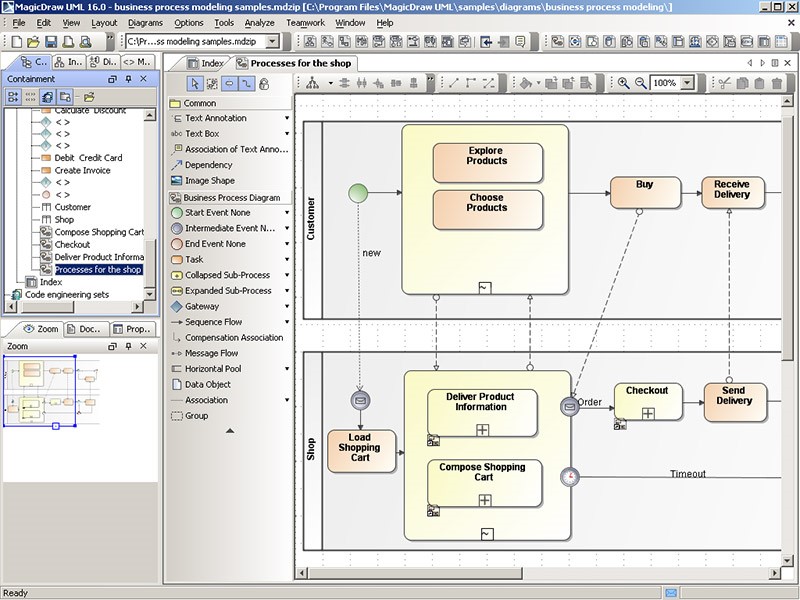 MagicDraw UML 16.0 - business process modeling samples.mdzip [C:\Program Files\MagicDraw UML\samples\diagrams\business process modeling\]
File Edit View Layout Diagrams Options Tools Analyze Teamwork Window Help
C:\Pr...ss modeling samples.mdzip
C... In... Di... <> M...
Containment
Calculate Discount
< >
< >
< >
Debit Credit Card
Create Invoice
< >
< >
Customer
Shop
Compose Shopping Cart
Checkout
Deliver Product Informa
Processes for the shop
Index
Code engineering sets
Zoom Doc... Prop...
Zoom
Index Processes for the shop
100%
Common
Text Annotation
abc Text Box
Association of Text Anno...
Dependency
Image Shape
Business Process Diagram
Start Event None
Intermediate Event N...
End Event None
Task
Collapsed Sub-Process
Expanded Sub-Process
Gateway
Sequence Flow
Compensation Association
Message Flow
Horizontal Pool
Data Object
Association
Group
Customer
Explore
Products
Choose
Products
Buy
Receive
Delivery
new
Shop
Load
Shopping
Cart
Deliver Product
Information
Compose Shopping
Cart
Order
Checkout
Send
Delivery
Timeout
Ready